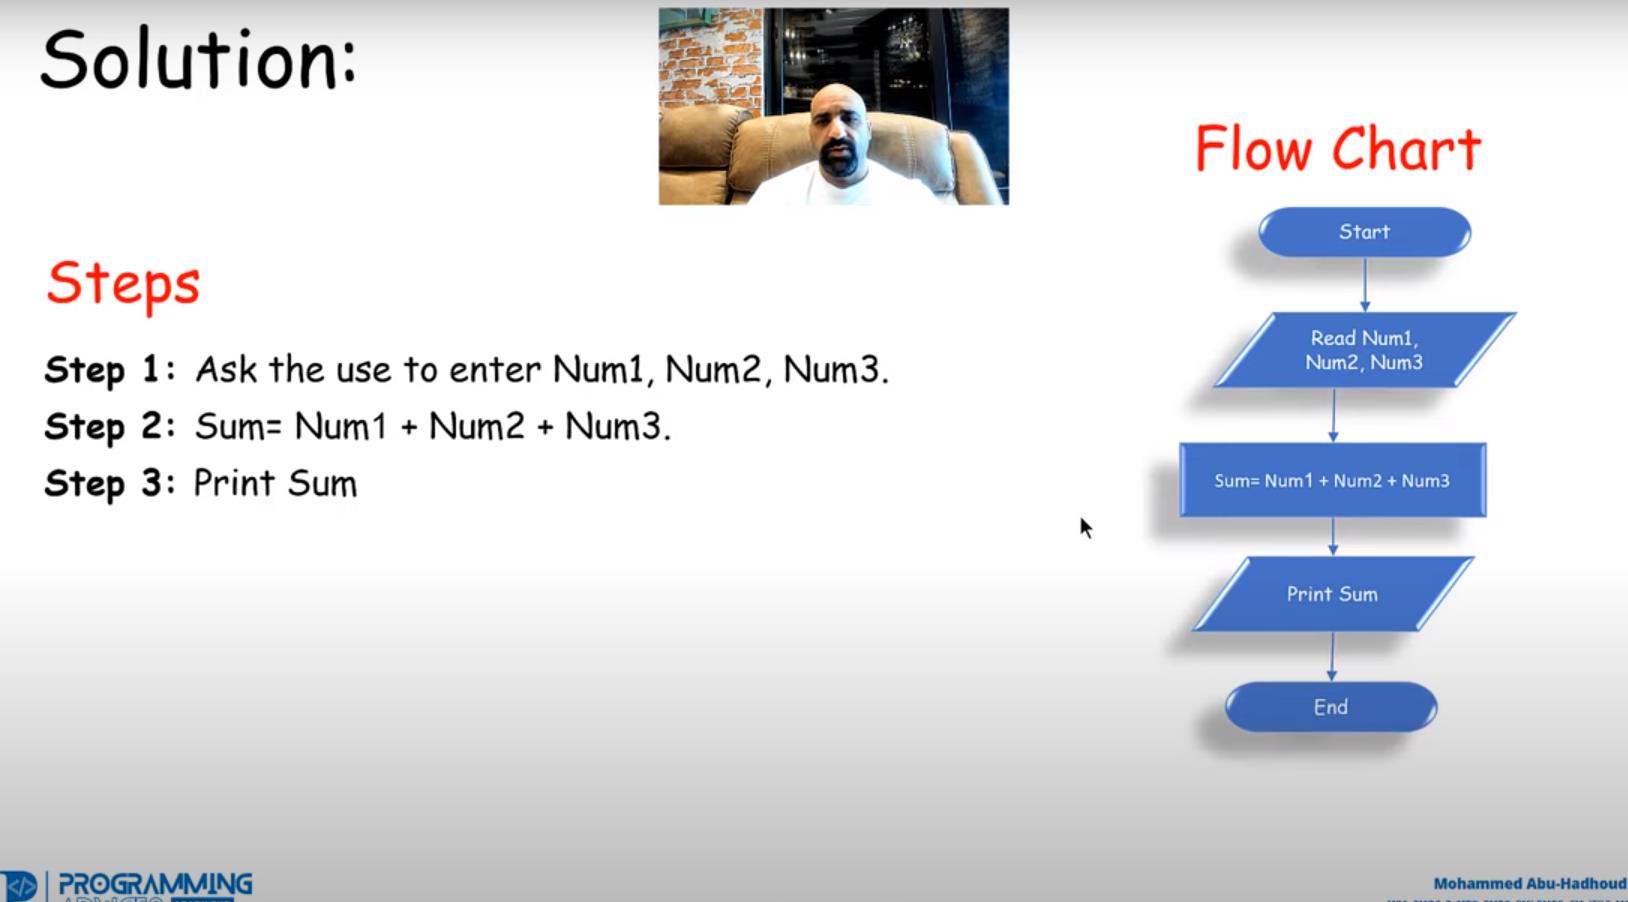 Solution:
Flow Chart
Steps
Step 1: Ask the use to enter Num1, Num2, Num3.
Step 2: Sum= Num1 + Num2 + Num3.
Step 3: Print Sum
Start
Read Num1,
Num2, Num3
Sum= Num1 + Num2 + Num3
Print Sum
End
PROGRAMMING
Mohammed Abu-Hadhoud